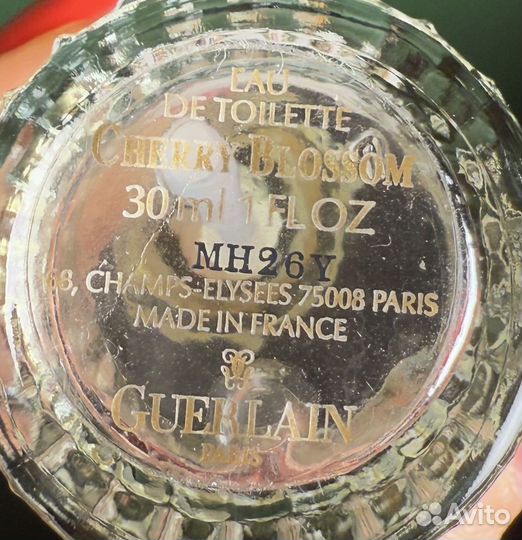 EAU
DE TOILETTE
CHERRY BLOSSOM
30 ml 1 FL OZ
MH26Y
68, CHAMPS-ELYSEES 75008 PARIS
MADE IN FRANCE
GUERLAIN
PARIS
Avito